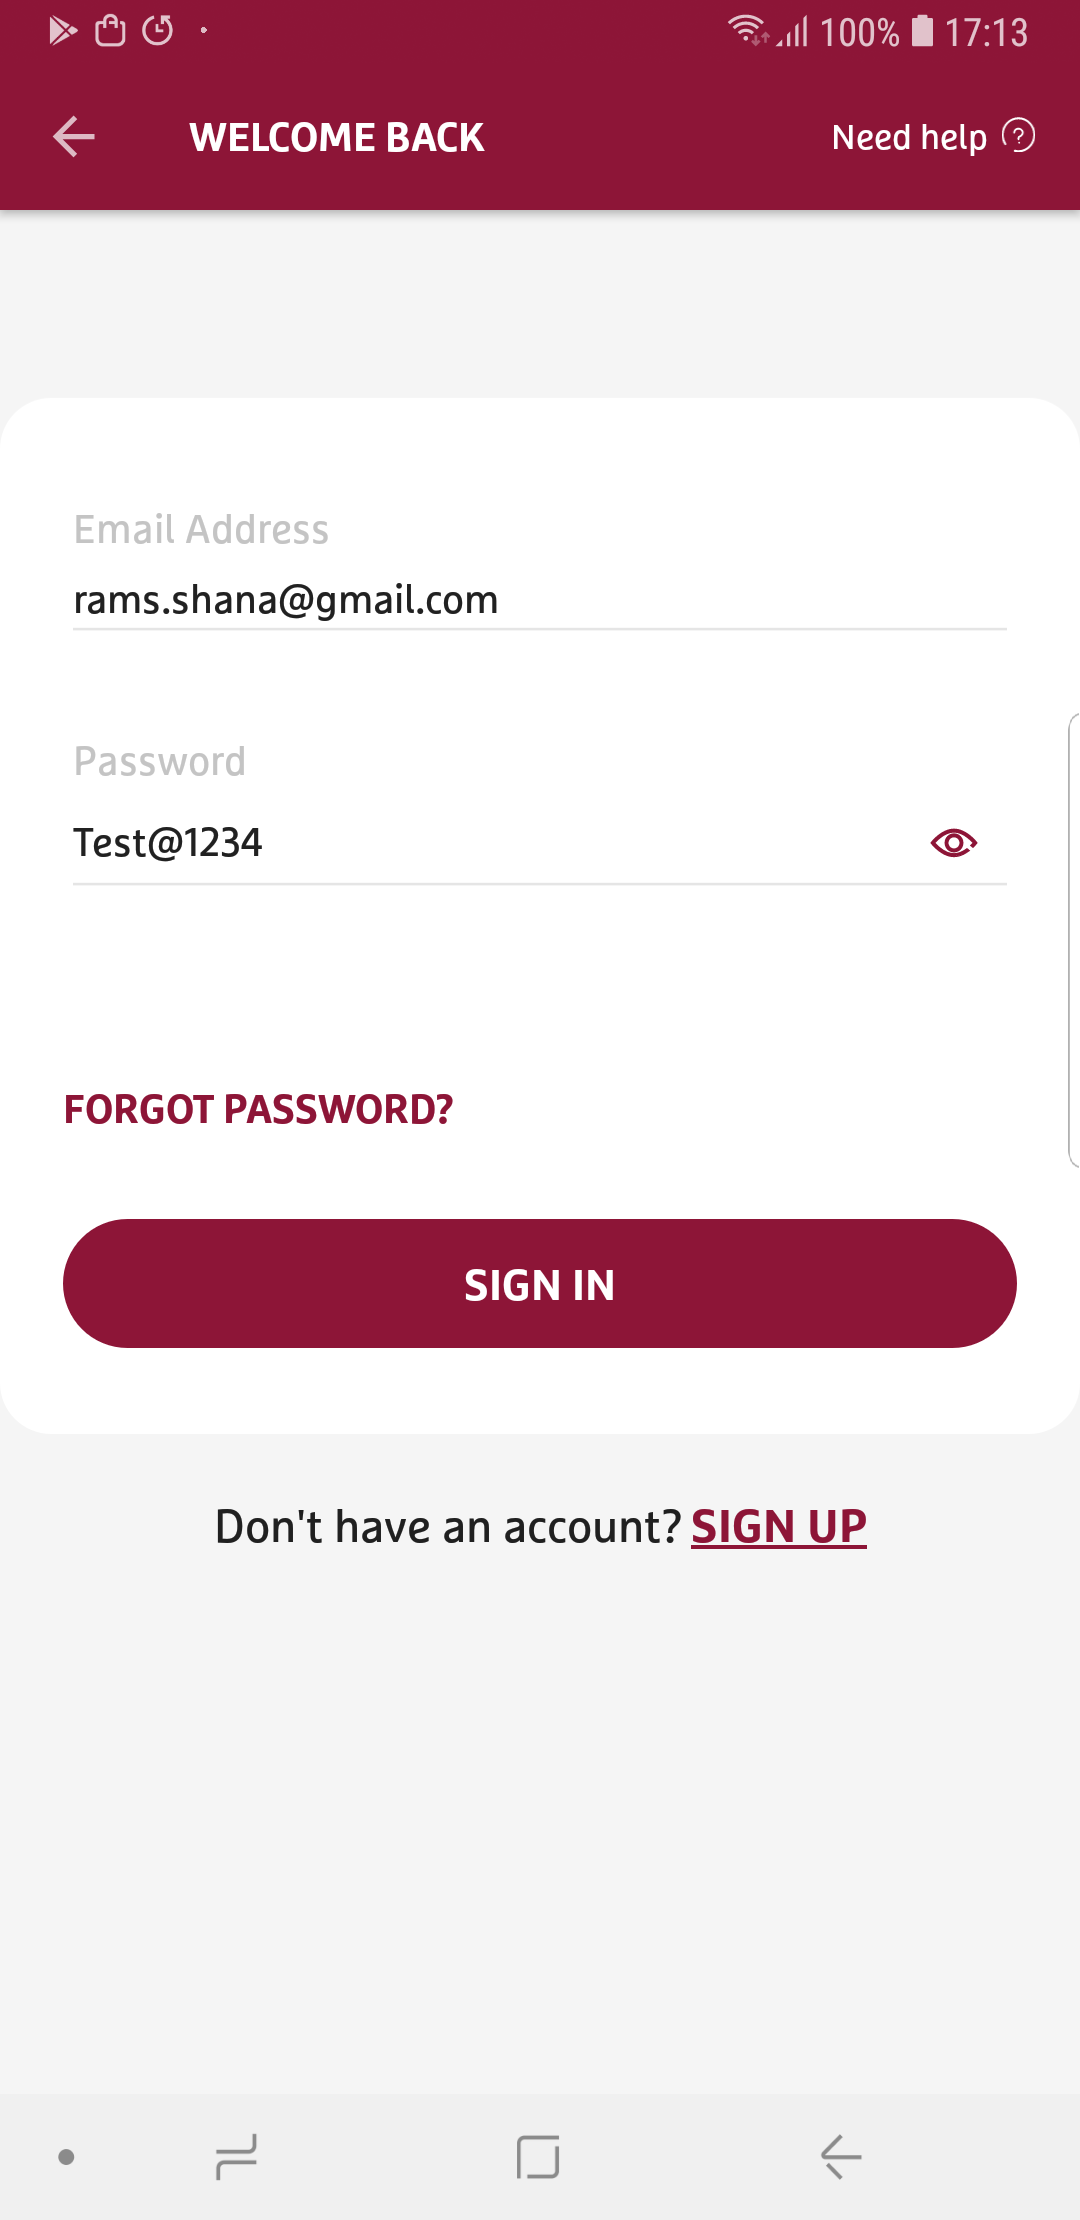 100% 17:13
WELCOME BACK
Need help ?
Email Address
rams.shana@gmail.com
Password
Test@1234
FORGOT PASSWORD?
SIGN IN
Don't have an account? SIGN UP